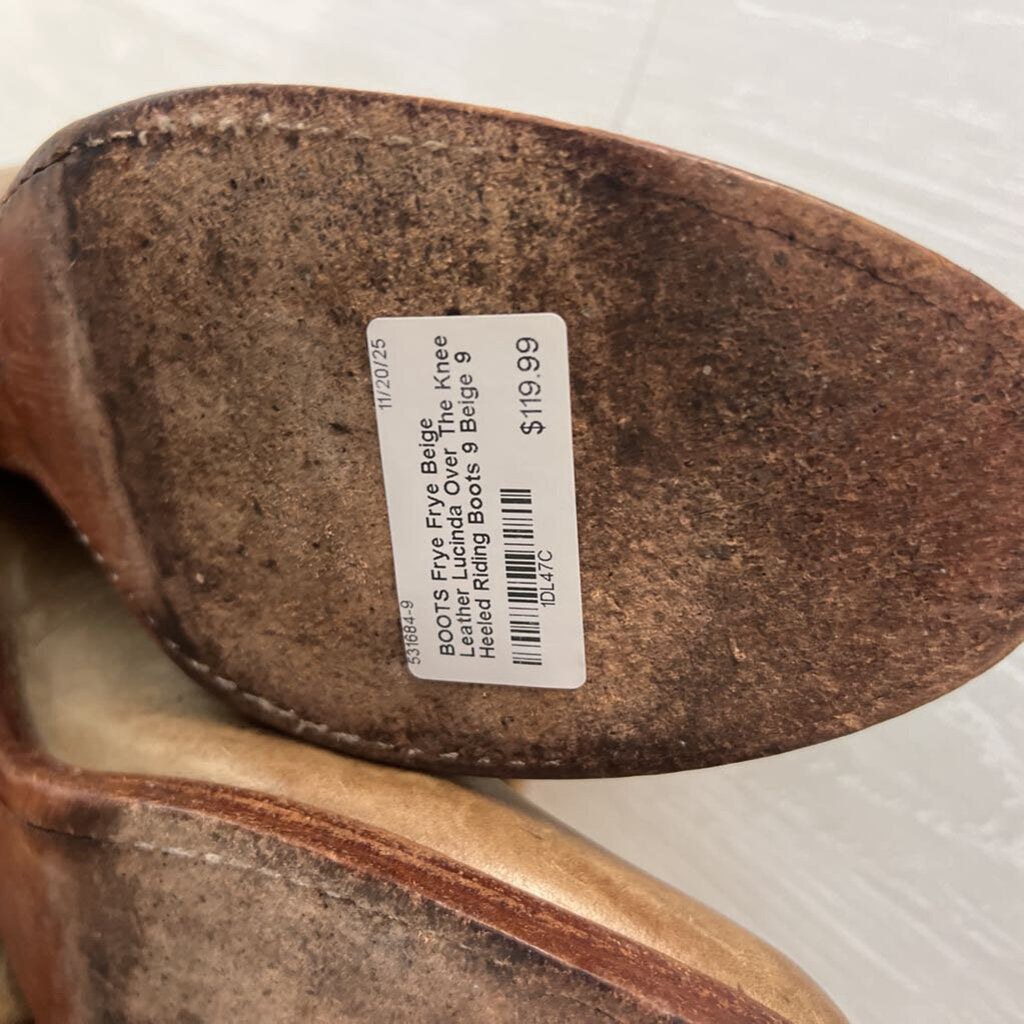 531684-9 11/20/25
BOOTS Frye Frye Beige
Leather Lucinda Over The Knee
Heeled Riding Boots 9 Beige 9
$119.99
1DL47C